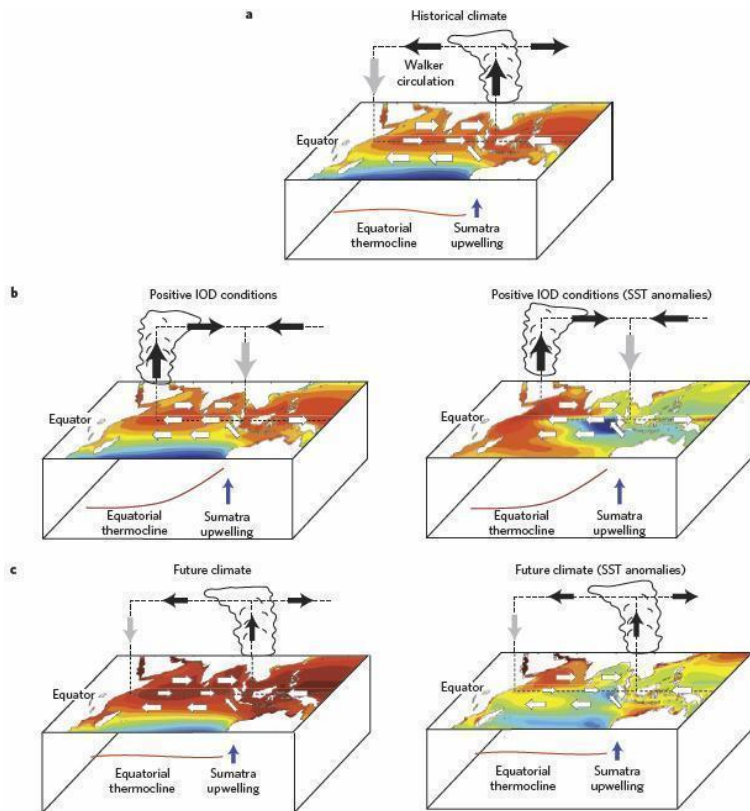 a
Historical climate
Walker
circulation
Equator
Equatorial
thermocline
Sumatra
upwelling
b
Positive IOD conditions
Equator
Equatorial
thermocline
Sumatra
upwelling
Positive IOD conditions (SST anomalies)
Equator
Equatorial
thermocline
Sumatra
upwelling
c
Future climate
Equator
Equatorial
thermocline
Sumatra
upwelling
Future climate (SST anomalies)
Equator
Equatorial
thermocline
Sumatra
upwelling